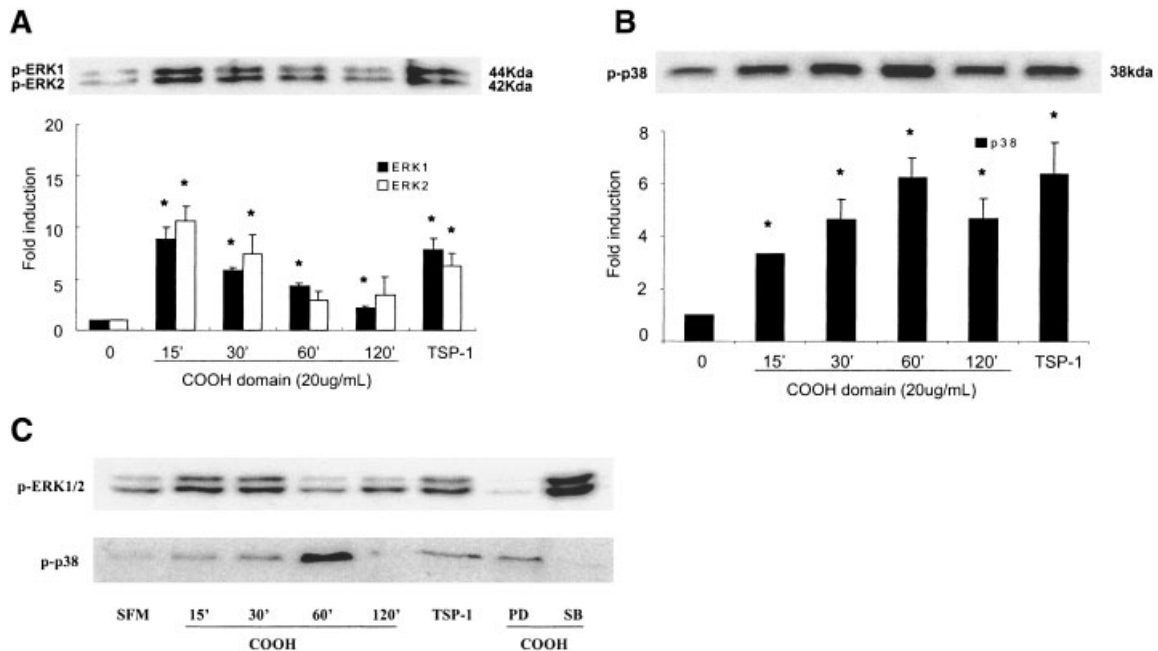 A
p-ERK1
p-ERK2
44Kda
42Kda
20
15
10
5
0
Fold induction
ERK1
ERK2
* * * * * * * *
0 15' 30' 60' 120' TSP-1
COOH domain (20ug/mL)
B
p-p38
38kda
8
6
4
2
0
Fold induction
p38
* * * * *
0 15' 30' 60' 120' TSP-1
COOH domain (20ug/mL)
C
p-ERK1/2
p-p38
SFM 15' 30' 60' 120' TSP-1 PD SB
COOH COOH